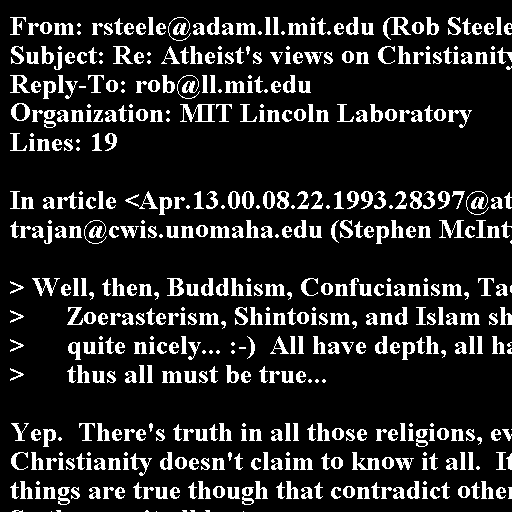 From: rsteele@adam.ll.mit.edu (Rob Steele
Subject: Re: Atheist's views on Christianity
Reply-To: rob@ll.mit.edu
Organization: MIT Lincoln Laboratory
Lines: 19

In article <Apr.13.00.08.22.1993.28397@at
trajan@cwis.unomaha.edu (Stephen McInty

> Well, then, Buddhism, Confucianism, Tao
> Zoerasterism, Shintoism, and Islam sh
> quite nicely... :-) All have depth, all ha
> thus all must be true...

Yep. There's truth in all those religions, ev
Christianity doesn't claim to know it all. It
things are true though that contradict other